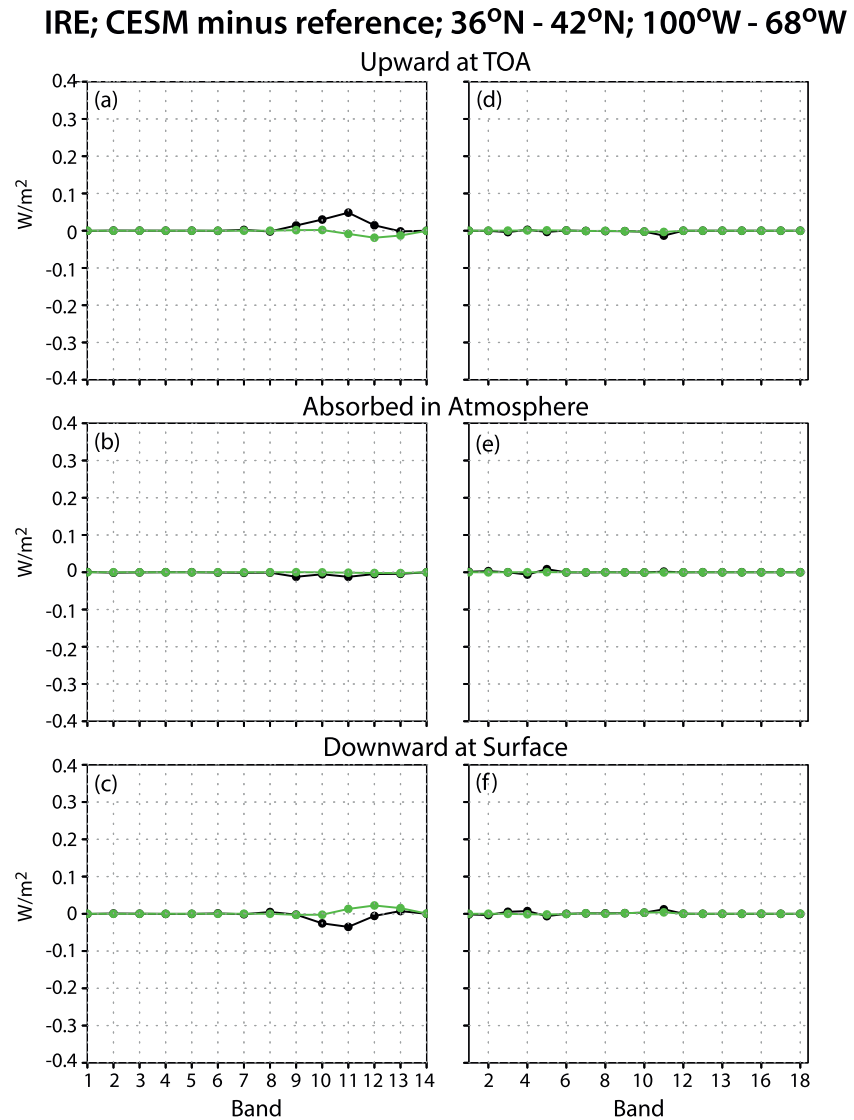 IRE; CESM minus reference; 36°N - 42°N; 100°W - 68°W
Upward at TOA
(a)
(d)
0.4
0.3
0.2
0.1
0
-0.1
-0.2
-0.3
-0.4
W/m²
Absorbed in Atmosphere
(b)
(e)
0.4
0.3
0.2
0.1
0
-0.1
-0.2
-0.3
-0.4
W/m²
Downward at Surface
(c)
(f)
0.4
0.3
0.2
0.1
0
-0.1
-0.2
-0.3
-0.4
W/m²
1 2 3 4 5 6 7 8 9 10 11 12 13 14
2 4 6 8 10 12 13 16 18
Band
Band